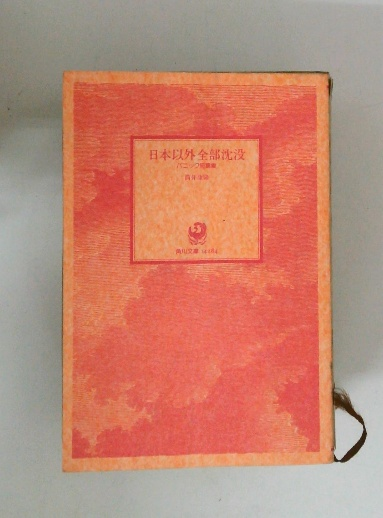 日本以外全部沈没
パニック短篇集
筒井康隆
角川文庫